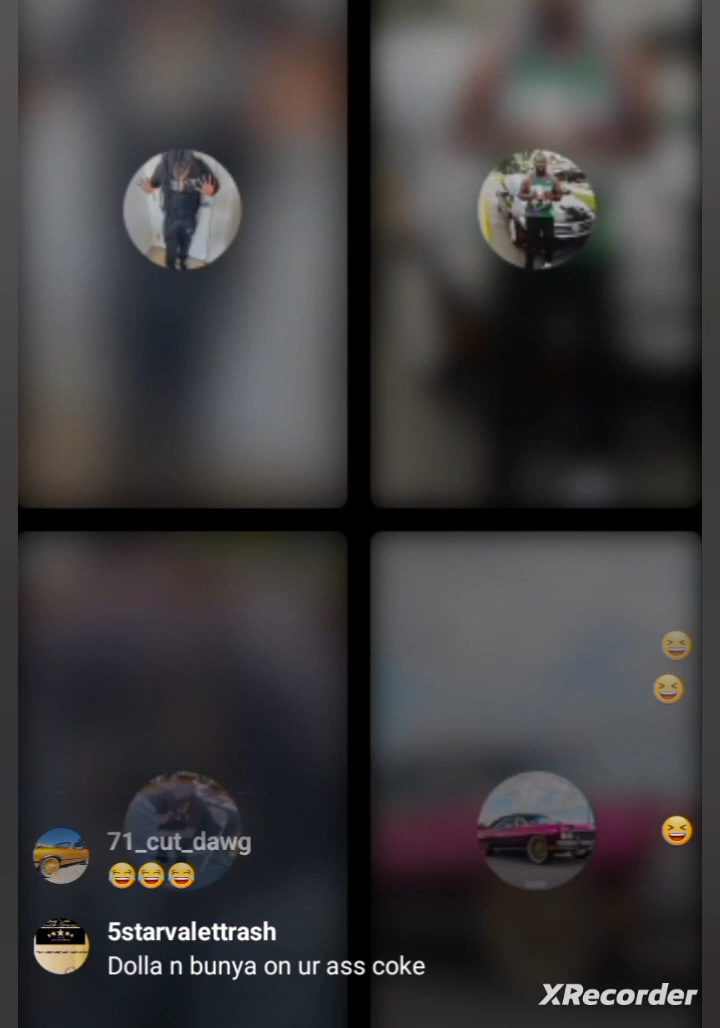 71_cut_dawg
😂😂😂
5starvalettrash
Dolla n bunya on ur ass coke
XRecorder